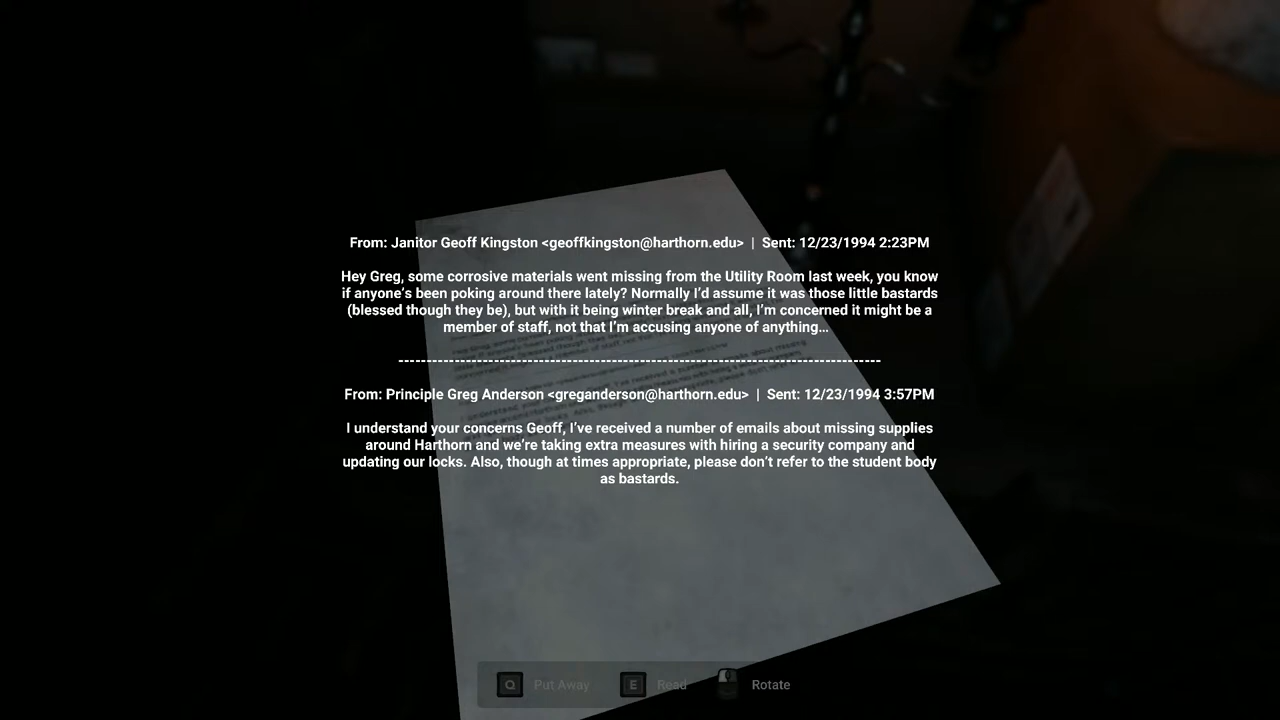 From: Janitor Geoff Kingston <geoffkingston@harthorn.edu> | Sent: 12/23/1994 2:23PM
Hey Greg, some corrosive materials went missing from the Utility Room last week, you know
if anyone's been poking around there lately? Normally I'd assume it was those little bastards
(blessed though they be), but with it being winter break and all, I'm concerned it might be a
member of staff, not that I'm accusing anyone of anything...
--------------------------------------------------------------------------------------
From: Principle Greg Anderson <greganderson@harthorn.edu> | Sent: 12/23/1994 3:57PM
I understand your concerns Geoff, I've received a number of emails about missing supplies
around Harthorn and we're taking extra measures with hiring a security company and
updating our locks. Also, though at times appropriate, please don't refer to the student body
as bastards.
Q Put Away E Read Rotate